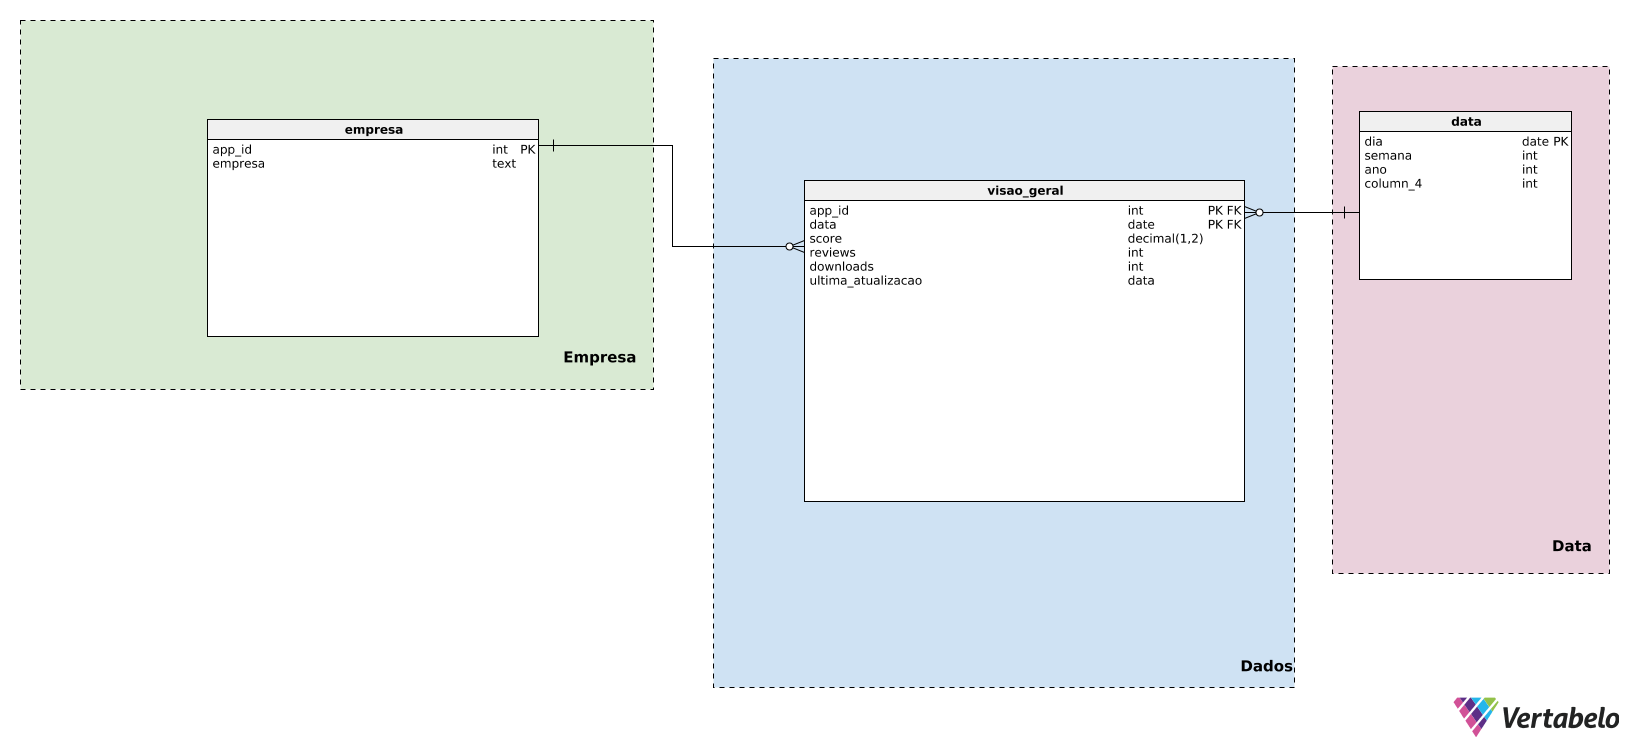 empresa
app_id int PK
empresa text
Empresa
visao_geral
app_id int PK FK
data date PK FK
score decimal(1,2)
reviews int
downloads int
ultima_atualizacao data
Dados
data
dia date PK
semana int
ano int
column_4 int
Data
Vertabelo